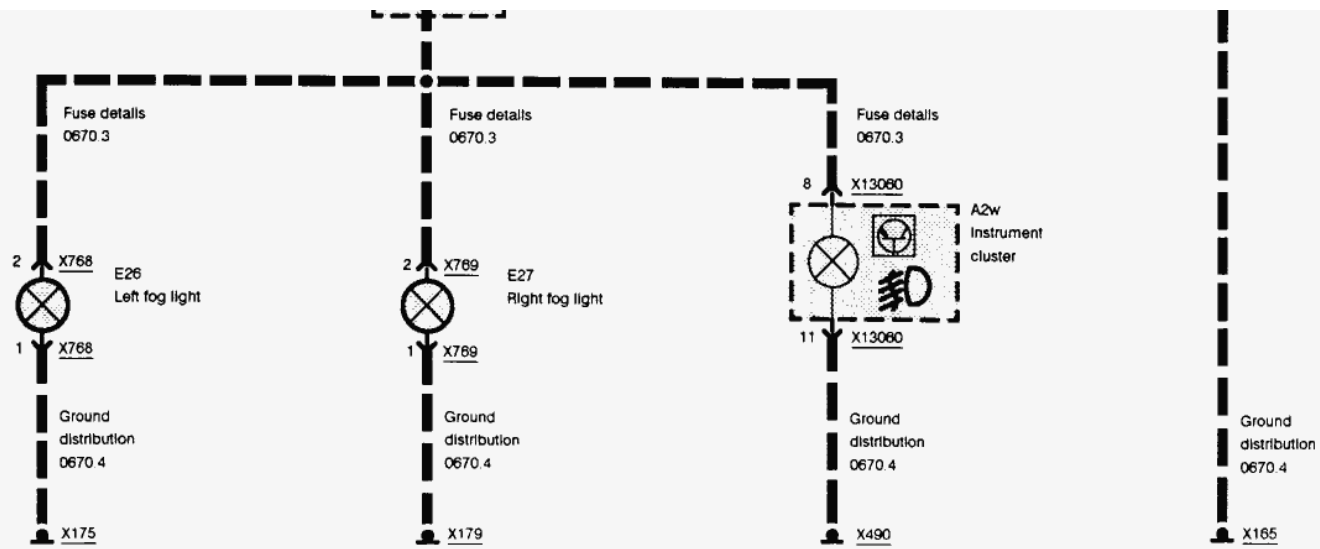 Fuse details
0670.3
Fuse details
0670.3
Fuse details
0670.3
8
X13060
A2w
Instrument
cluster
2
X768
E26
Left fog light
2
X769
E27
Right fog light
1
X768
1
X769
11
X13060
Ground
distribution
0670.4
Ground
distribution
0670.4
Ground
distribution
0670.4
Ground
distribution
0670.4
X175
X179
X490
X165